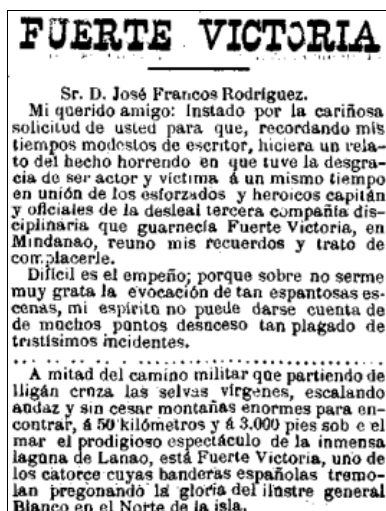 FUERTE VICTORIA
Sr. D. José Francos Rodríguez.
Mi querido amigo: Instado por la cariñosa
solicitud de usted para que, recordando mis
tiempos modestos de escritor, hiciera un rela-
to del hecho horrendo en que tuve la desgra-
cia de ser actor y víctima á un mismo tiempo
en unión de los esforzados y heroicos capitán
y oficiales de la desleal tercera compañía dis-
ciplinaria que guarnecía Fuerte Victoria, en
Mindanao, reuno mis recuerdos y trato de
complacerle.
Difícil es el empeño; porque sobre no serme
muy grata la evocación de tan espantosas es-
cenas, mi espíritu no puede darse cuenta de
de muchos puntos desuceso tan plagado de
tristísimos incidentes.
A mitad del camino militar que partiendo de
Iligán cruza las selvas vírgenes, escalando
audaz y sin cesar montañas enormes para en-
contrar, á 50 kilómetros y á 3.000 pies sob e el
mar el prodigioso espectáculo de la inmensa
laguna de Lanao, está Fuerte Victoria, uno de
los catorce cuyas banderas españolas tremo-
lan pregonando la gloria del ilustre general
Blanco en el Norte de la isla.